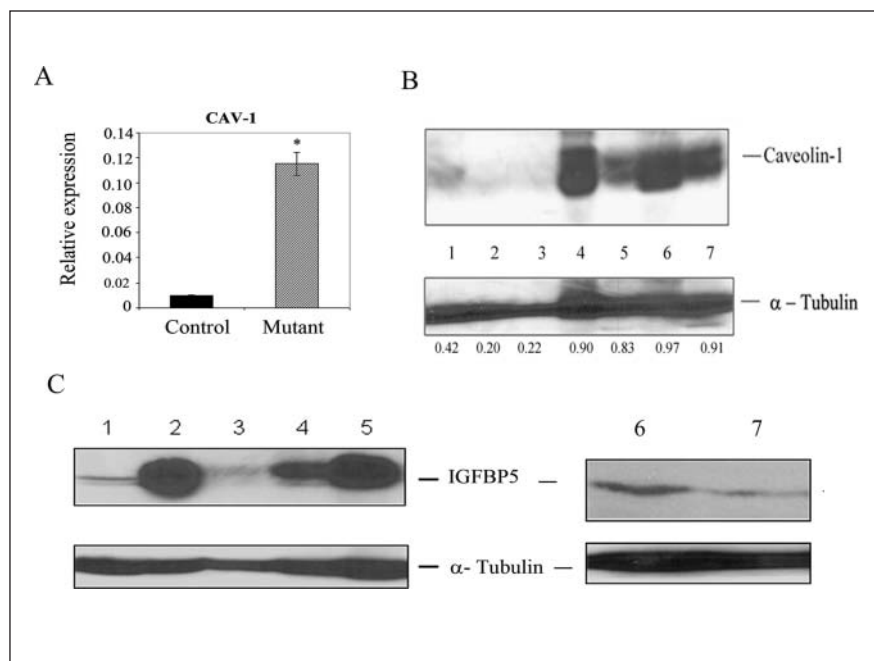 A
CAV-1
Relative expression
0.14
0.12
0.06
0.08
0.06
0.04
0.02
0
Control
Mutant
*
B
Caveolin-1
1 2 3 4 5 6 7
α – Tubulin
0.42 0.20 0.22 0.90 0.83 0.97 0.91
C
1 2 3 4 5
6 7
IGFBP5
α- Tubulin